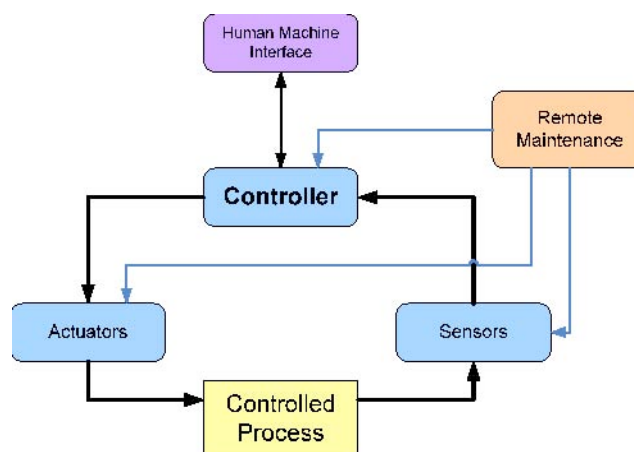 Human Machine
Interface
Remote
Maintenance
Controller
Actuators
Sensors
Controlled
Process